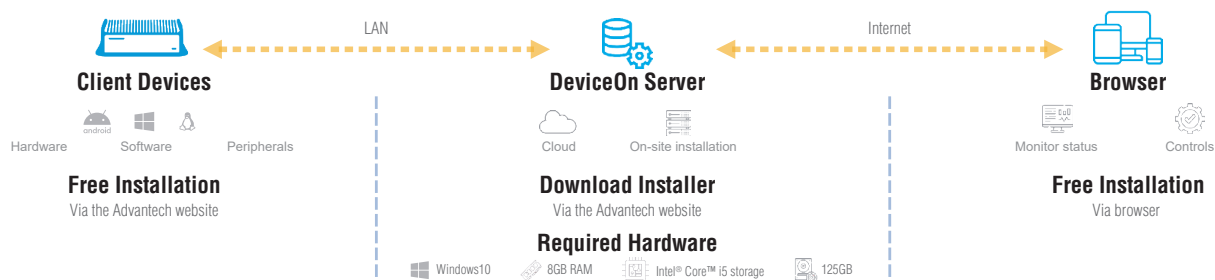 LAN
Internet
Client Devices
DeviceOn Server
Browser
android
Hardware
Software
Peripherals
Cloud
On-site installation
Monitor status
Controls
Free Installation
Via the Advantech website
Download Installer
Via the Advantech website
Free Installation
Via browser
Required Hardware
Windows10
8GB RAM
Intel® Core™ i5 storage
125GB